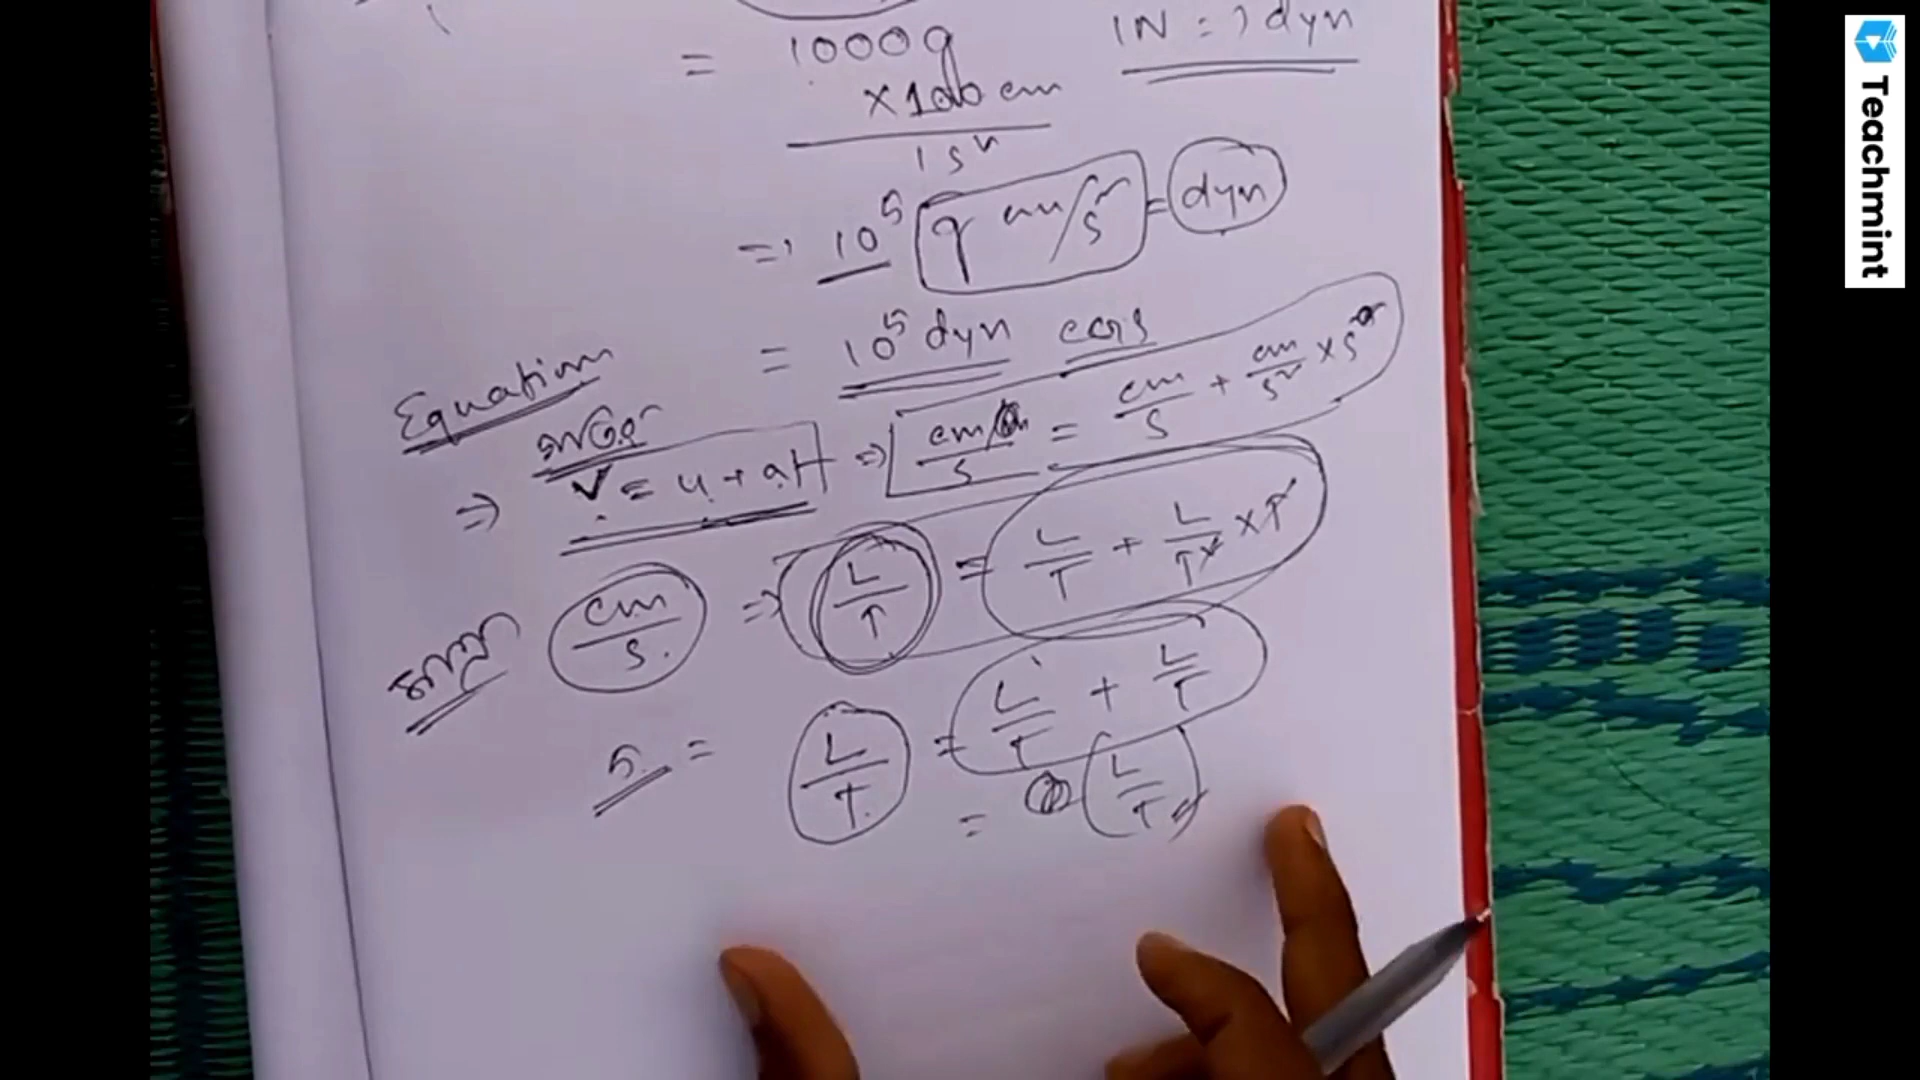 1N = ? dyn
= 1000g
×100 cm
1 s²
=> 10⁵ g cm/s² = dyn
= 10⁵ dyn CGS
Equation
=> V = u + at => cm/s = cm/s + cm/s² × s
cm/s => L/T = L/T + L/T² × T
মাত্রা
L/T = L/T + L/T
= L/T
Teachmint